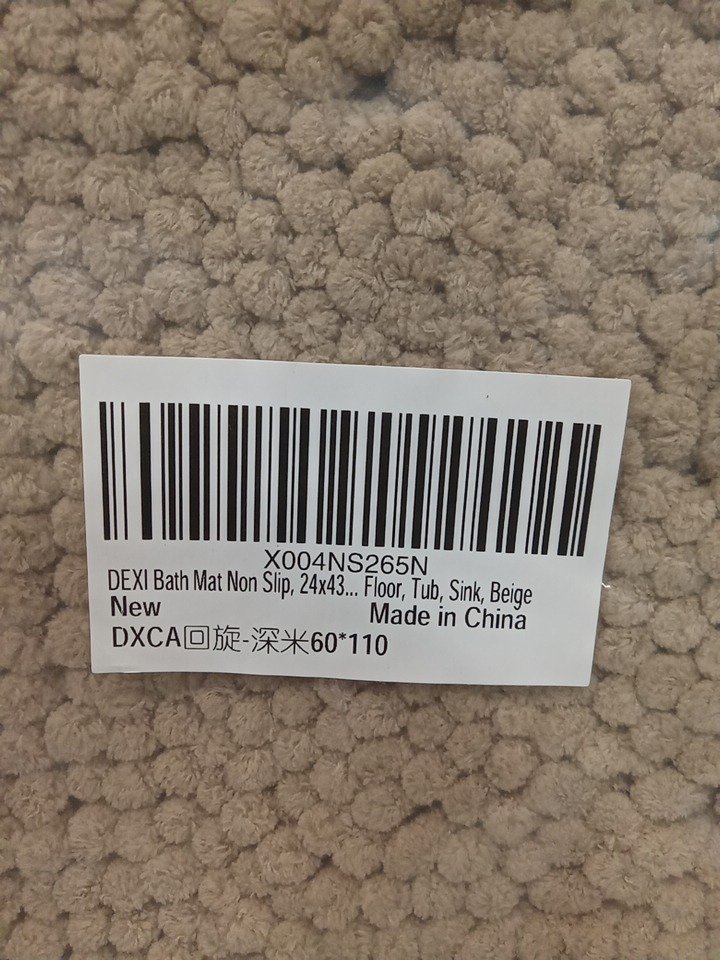 X004NS265N
DEXI Bath Mat Non Slip, 24x43... Floor, Tub, Sink, Beige
New
Made in China
DXCA回旋-深米60*110